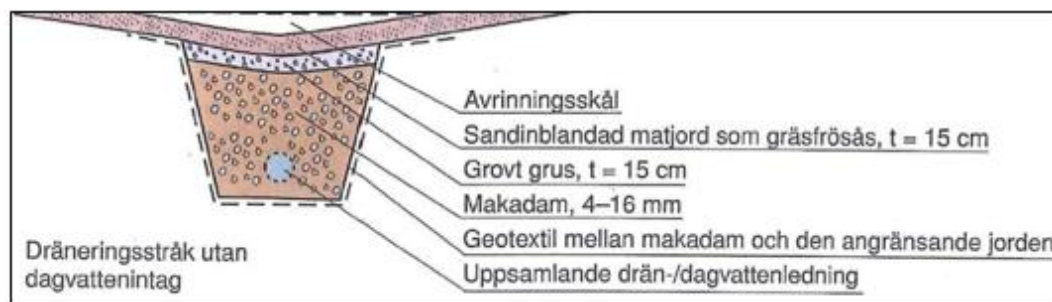 Avrinningsskål
Sandinblandad matjord som gräsfrösås, t = 15 cm
Grovt grus, t = 15 cm
Makadam, 4–16 mm
Geotextil mellan makadam och den angränsande jorden
Uppsamlande drän-/dagvattenledning
Dräneringsstråk utan
dagvattenintag